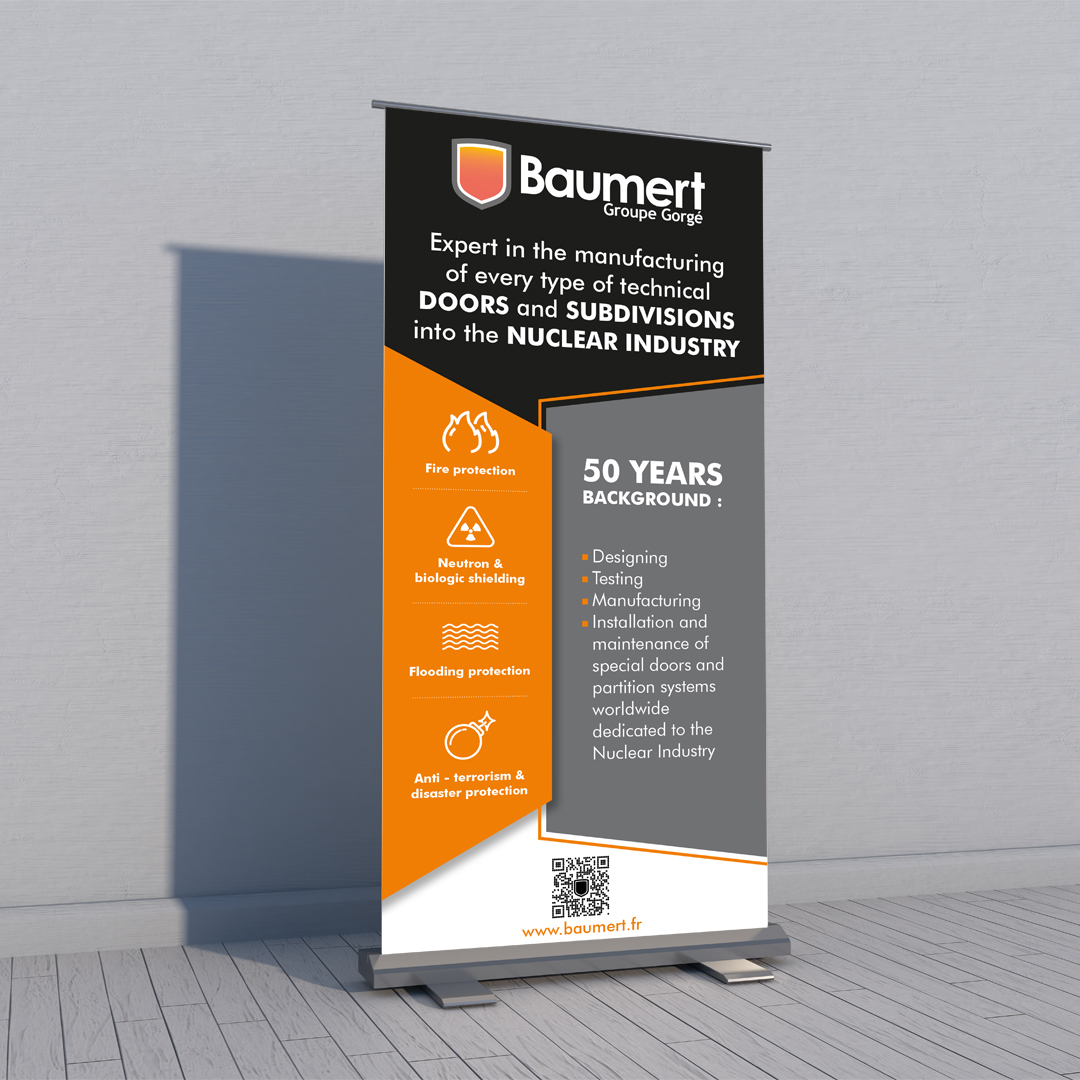 Baumert
Groupe Gorgé
Expert in the manufacturing
of every type of technical
DOORS and SUBDIVISIONS
into the NUCLEAR INDUSTRY
Fire protection
Neutron &
biologic shielding
Flooding protection
Anti - terrorism &
disaster protection
50 YEARS
BACKGROUND :
Designing
Testing
Manufacturing
Installation and
maintenance of
special doors and
partition systems
worldwide
dedicated to the
Nuclear Industry
www.baumert.fr